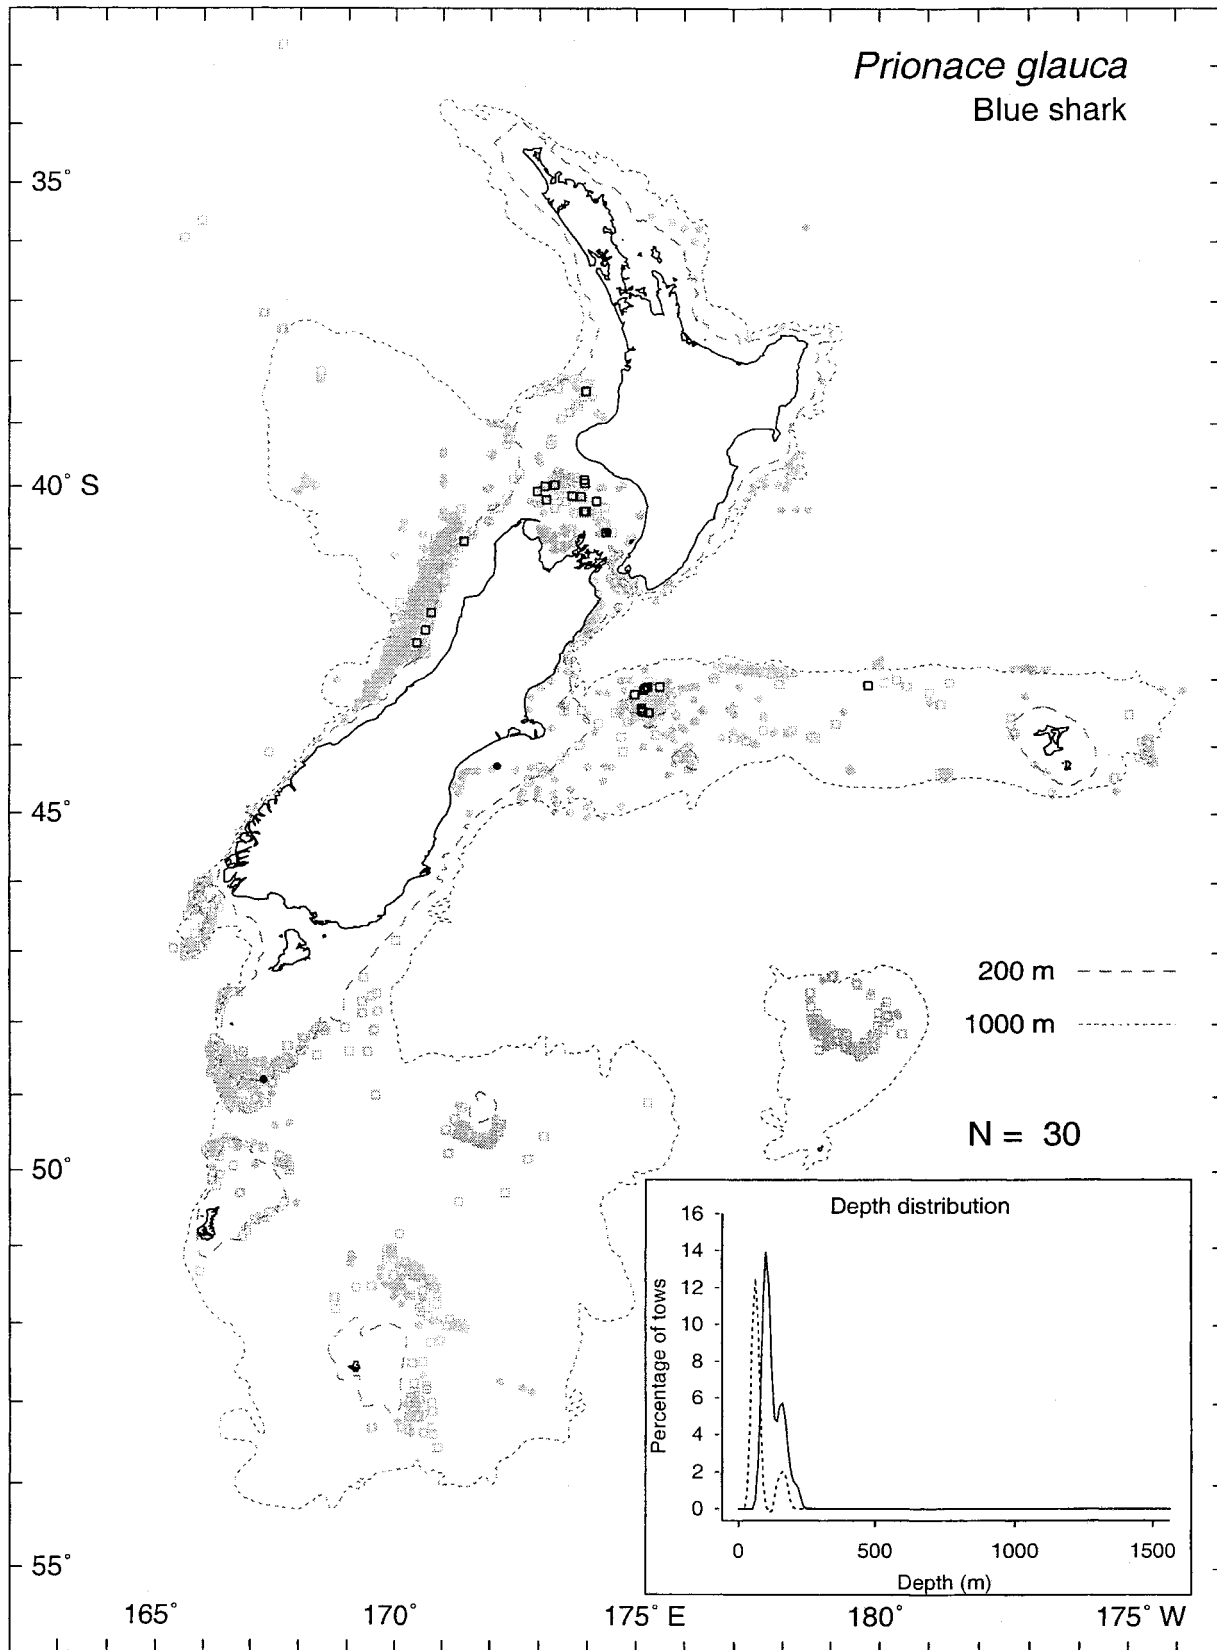 Prionace glauca
Blue shark
35°
40° S
45°
50°
55°
200 m
1000 m
N = 30
Depth distribution
Percentage of tows
16
14
12
10
8
6
4
2
0
0 500 1000 1500
Depth (m)
165° 170° 175° E 180° 175° W